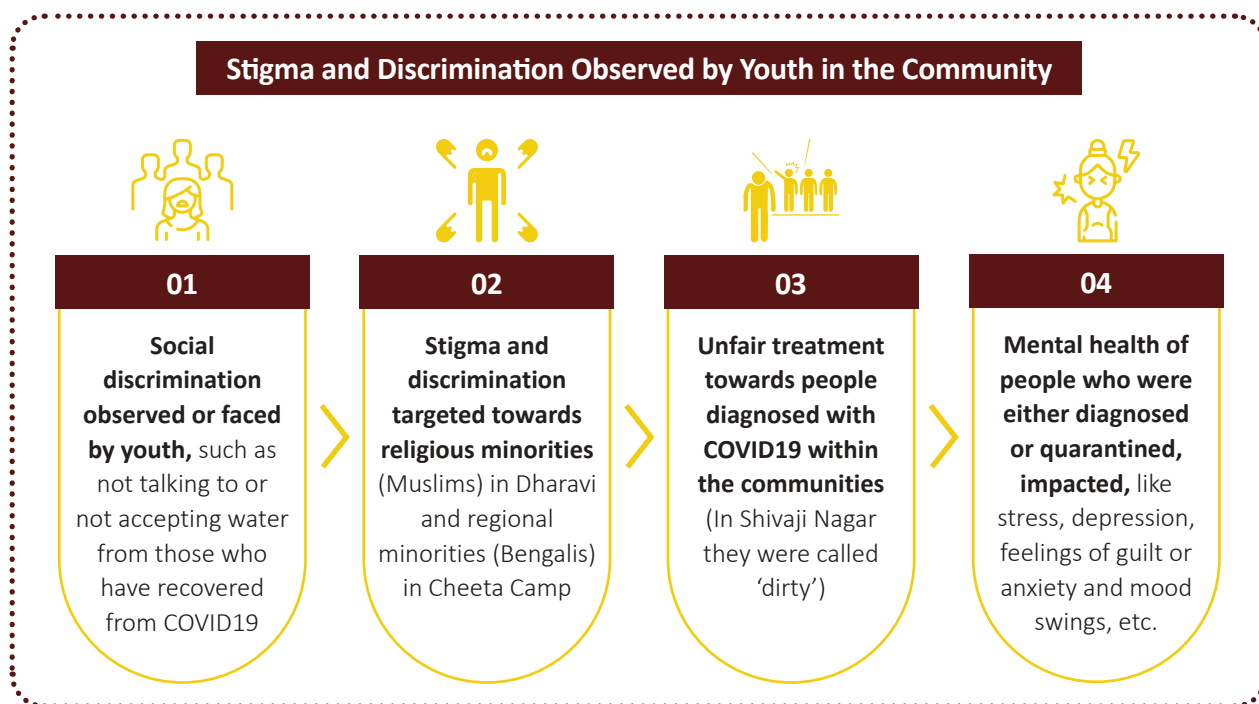 Stigma and Discrimination Observed by Youth in the Community
01
Social
discrimination
observed or faced
by youth, such as
not talking to or
not accepting water
from those who
have recovered
from COVID19
02
Stigma and
discrimination
targeted towards
religious minorities
(Muslims) in Dharavi
and regional
minorities (Bengalis)
in Cheeta Camp
03
Unfair treatment
towards people
diagnosed with
COVID19 within
the communities
(In Shivaji Nagar
they were called
‘dirty’)
04
Mental health of
people who were
either diagnosed
or quarantined,
impacted, like
stress, depression,
feelings of guilt or
anxiety and mood
swings, etc.